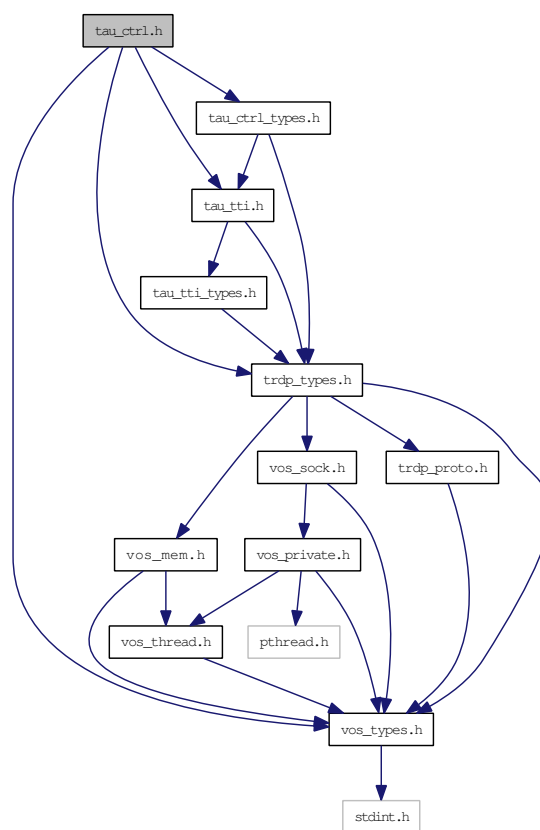 tau_ctrl.h
tau_ctrl_types.h
tau_tti.h
tau_tti_types.h
trdp_types.h
vos_sock.h
trdp_proto.h
vos_mem.h
vos_private.h
vos_thread.h
pthread.h
vos_types.h
stdint.h